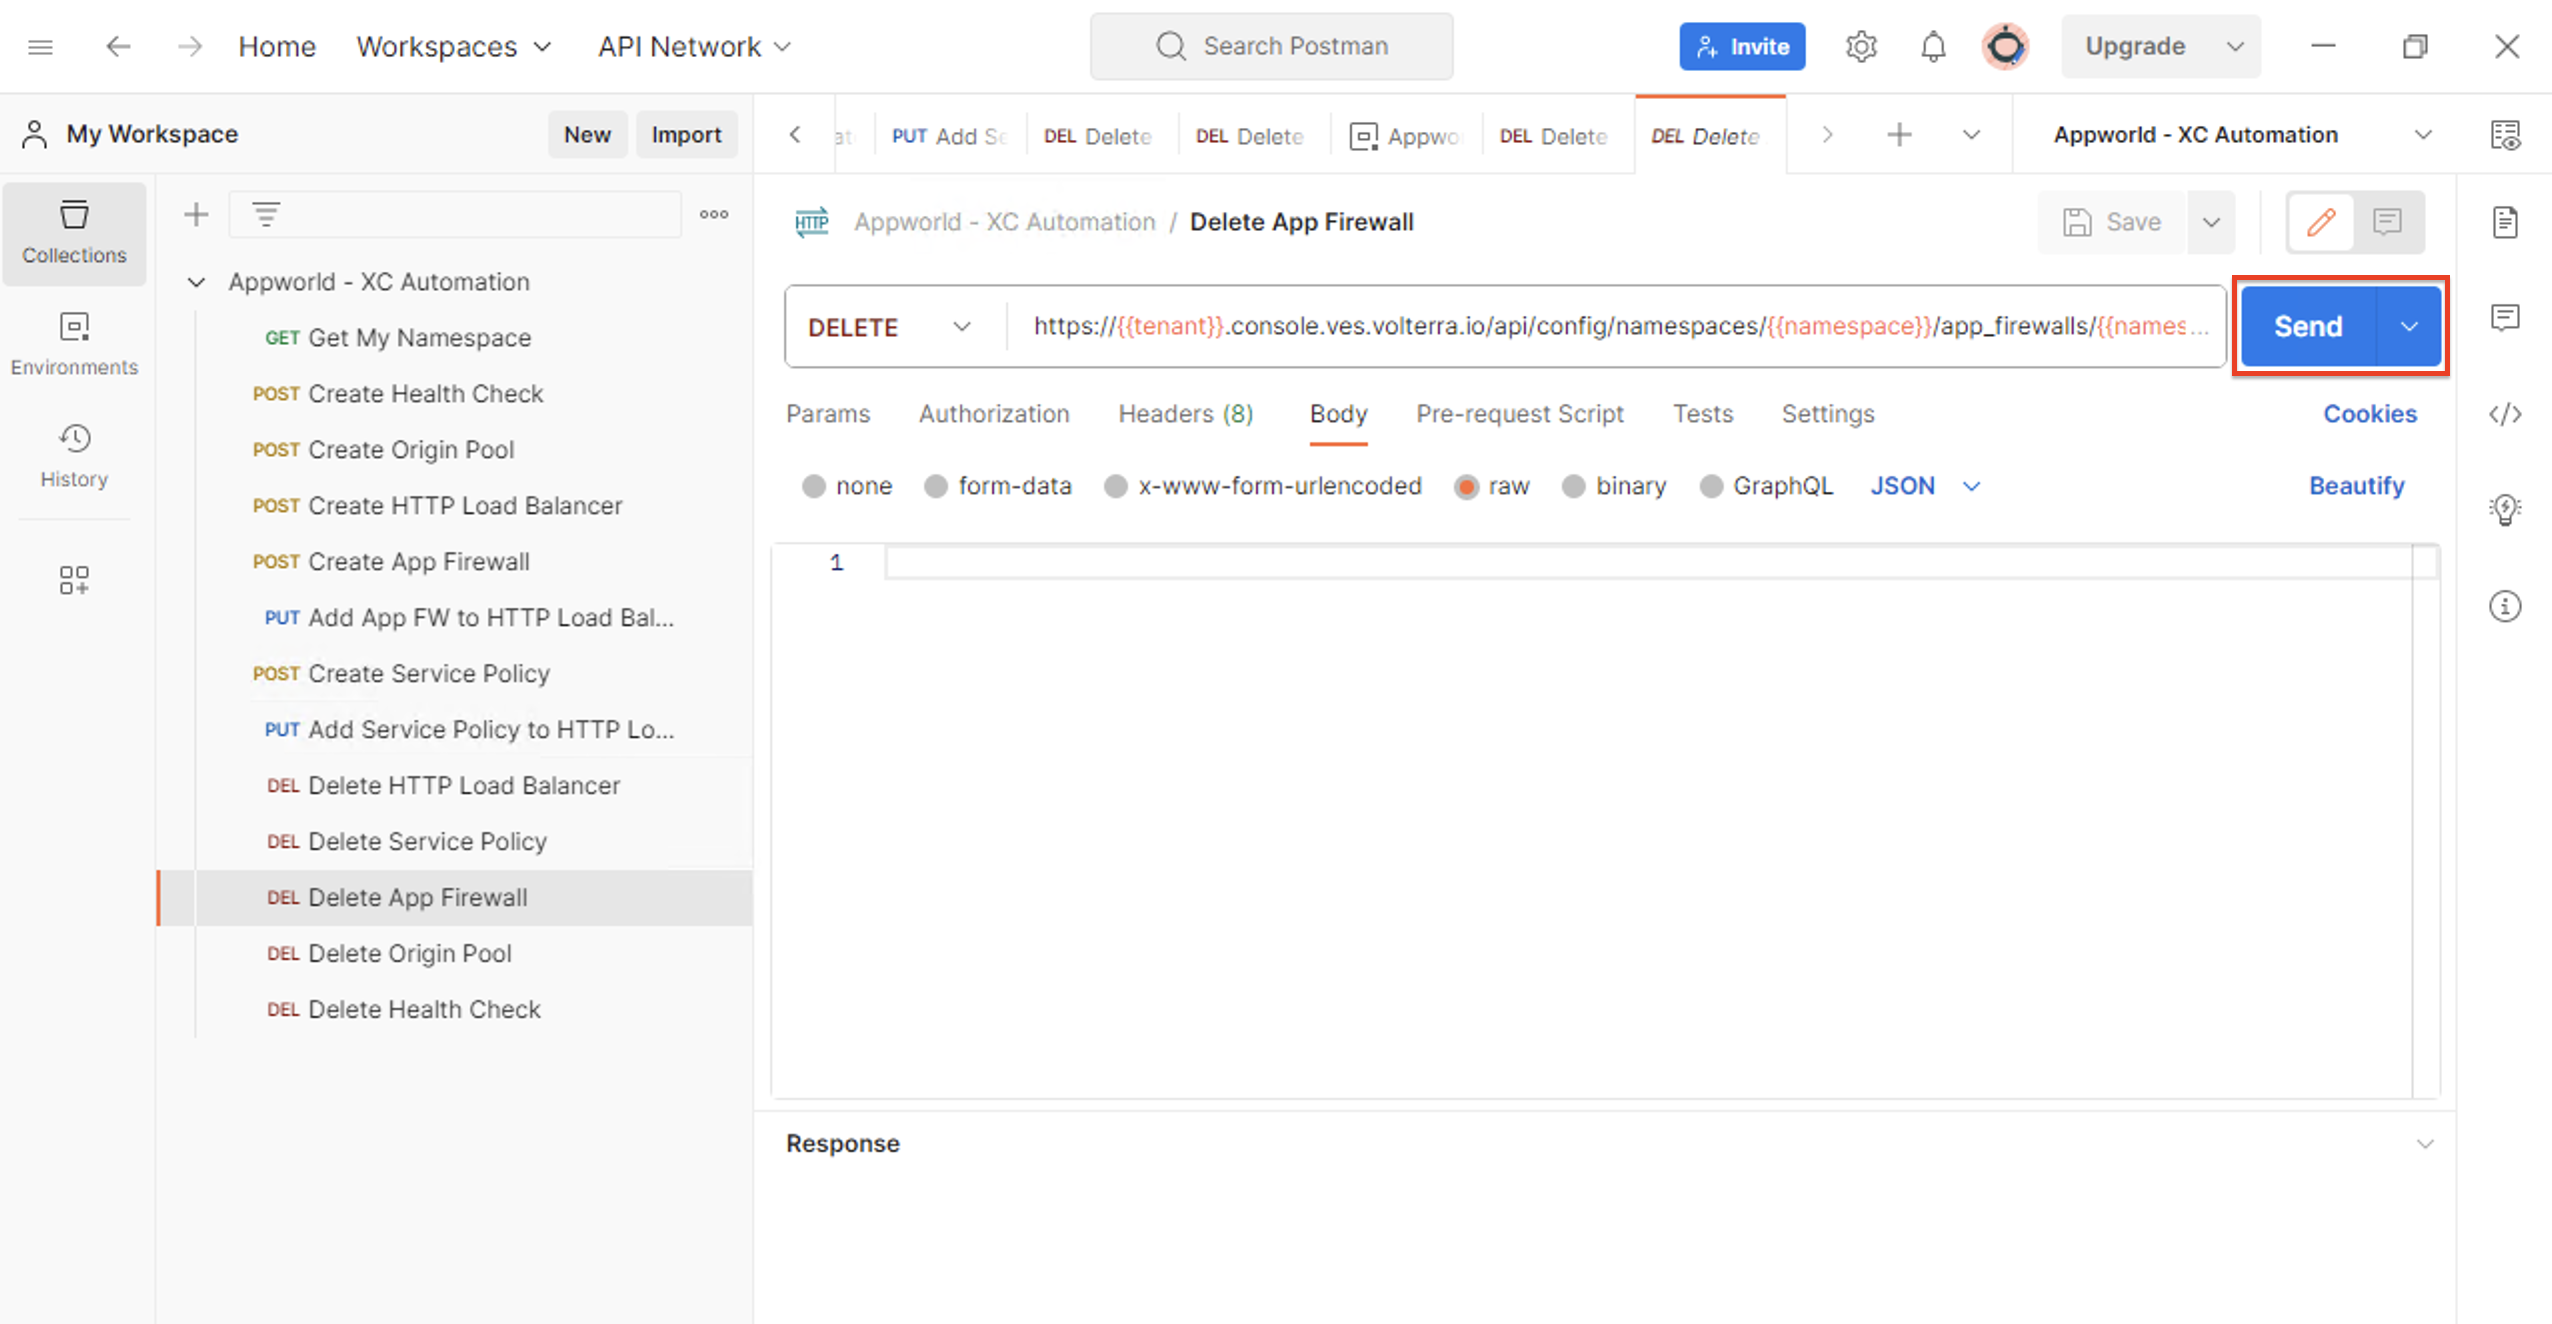 Home Workspaces API Network Search Postman Invite Upgrade
My Workspace New Import
PUT Add Se DEL Delete DEL Delete Appwo DEL Delete DEL Delete Appworld - XC Automation
Collections
Environments
History
Appworld - XC Automation
GET Get My Namespace
POST Create Health Check
POST Create Origin Pool
POST Create HTTP Load Balancer
POST Create App Firewall
PUT Add App FW to HTTP Load Bal...
POST Create Service Policy
PUT Add Service Policy to HTTP Lo...
DEL Delete HTTP Load Balancer
DEL Delete Service Policy
DEL Delete App Firewall
DEL Delete Origin Pool
DEL Delete Health Check
HTTP Appworld - XC Automation / Delete App Firewall Save
DELETE https://{{tenant}}.console.ves.volterra.io/api/config/namespaces/{{namespace}}/app_firewalls/{{names... Send
Params Authorization Headers (8) Body Pre-request Script Tests Settings Cookies
none form-data x-www-form-urlencoded raw binary GraphQL JSON Beautify
1
Response